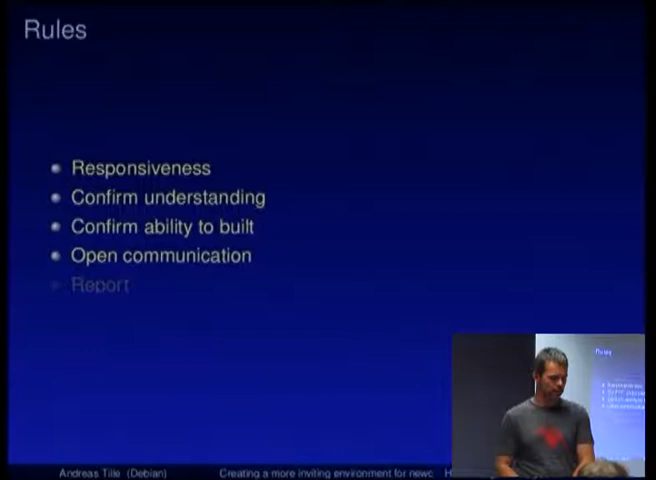 Rules
Responsiveness
Confirm understanding
Confirm ability to built
Open communication
Report
Andreas Tille (Debian)
Creating a more inviting environment for newc
Rules